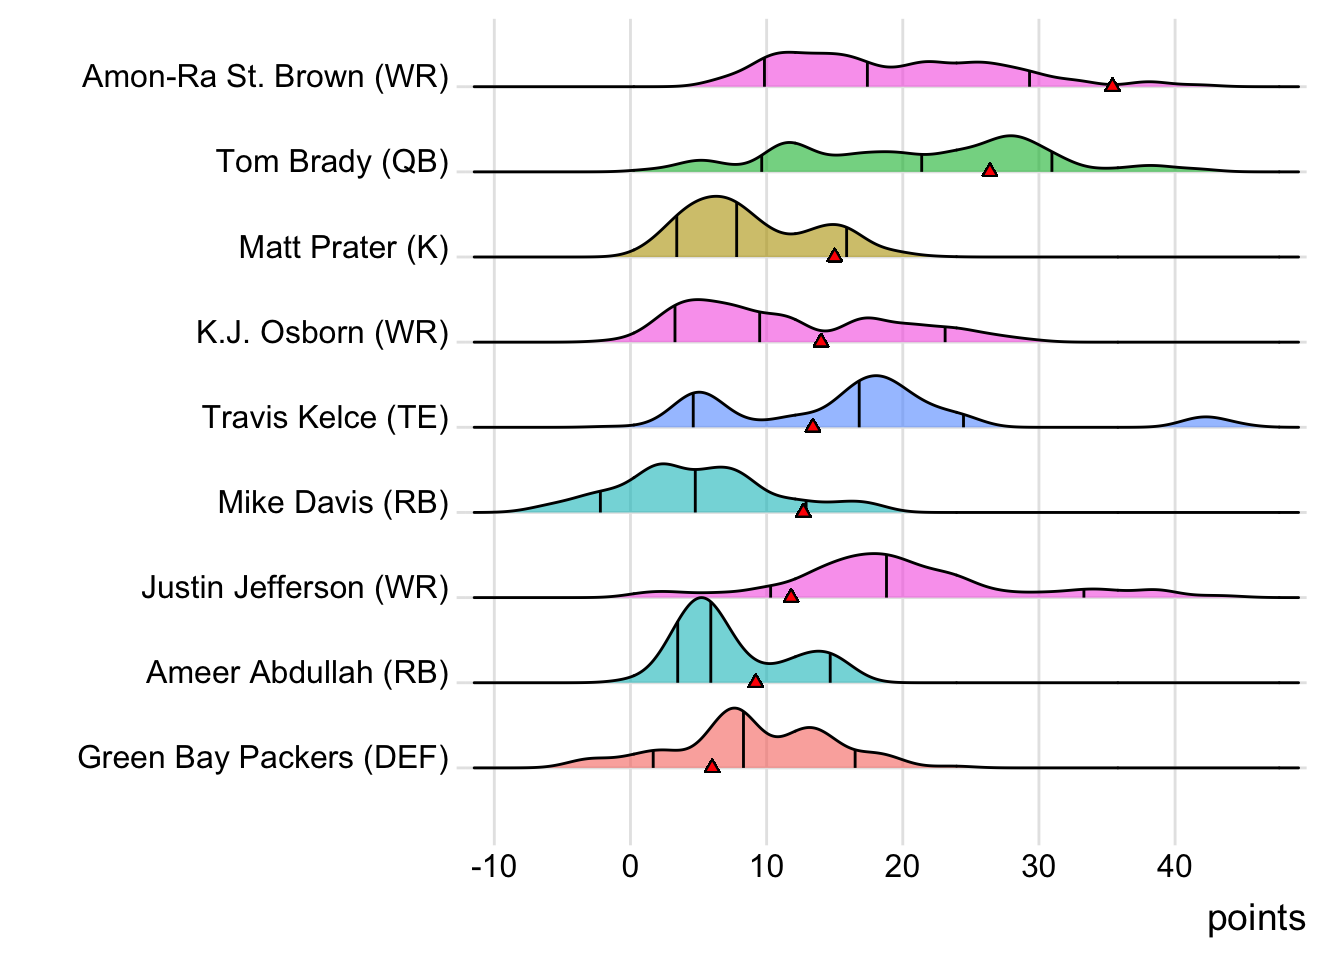 Amon-Ra St. Brown (WR)
Tom Brady (QB)
Matt Prater (K)
K.J. Osborn (WR)
Travis Kelce (TE)
Mike Davis (RB)
Justin Jefferson (WR)
Ameer Abdullah (RB)
Green Bay Packers (DEF)
-10 0 10 20 30 40
points